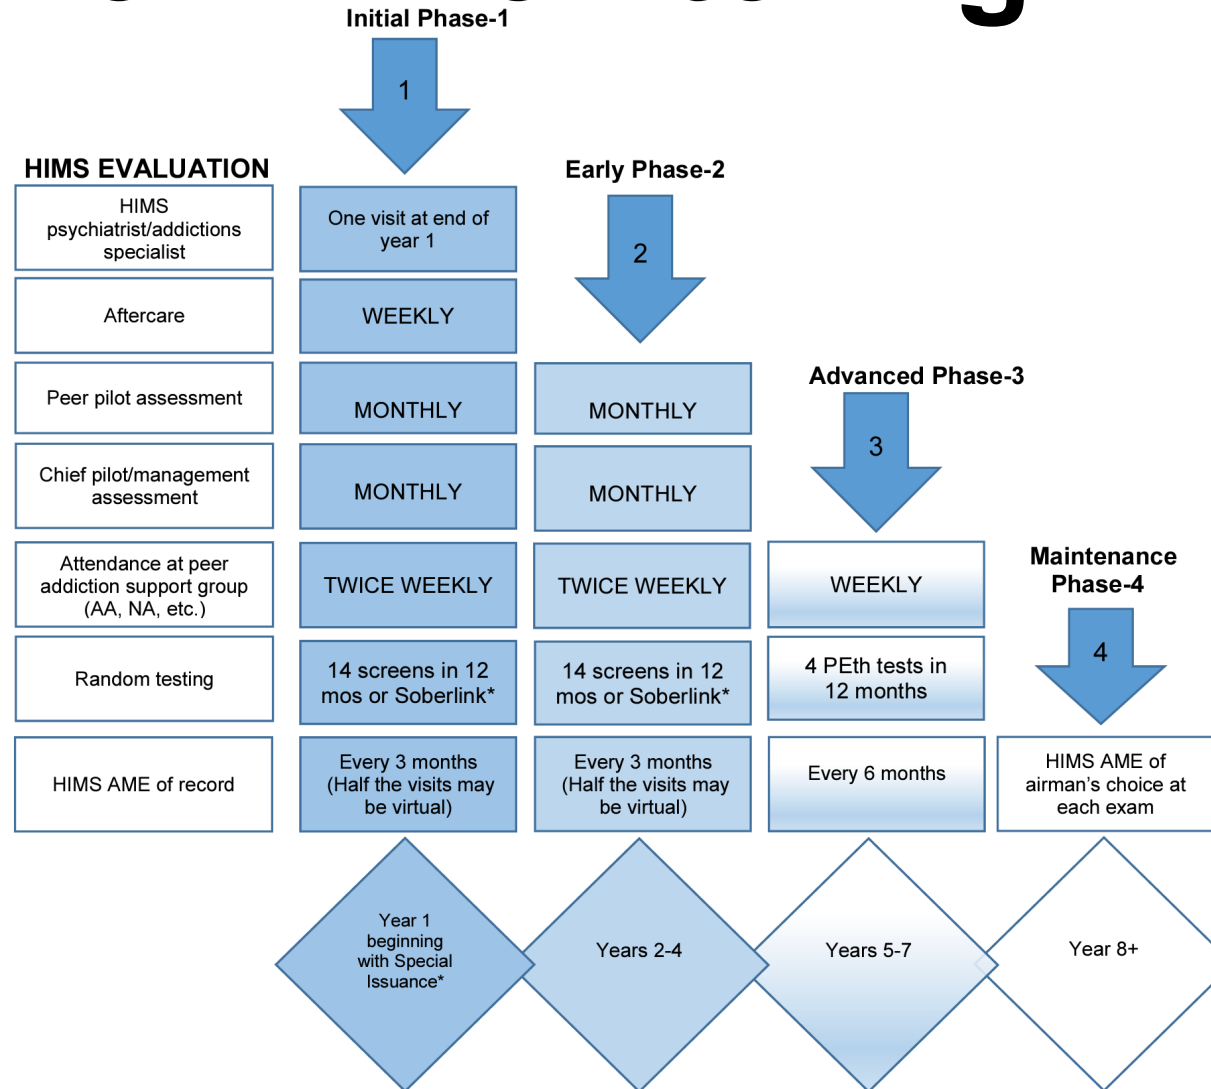 Initial Phase-1
1
HIMS EVALUATION
Early Phase-2
HIMS
psychiatrist/addictions
specialist
One visit at end of
year 1
2
Aftercare
WEEKLY
Advanced Phase-3
Peer pilot assessment
MONTHLY
MONTHLY
3
Chief pilot/management
assessment
MONTHLY
MONTHLY
Maintenance
Phase-4
Attendance at peer
addiction support group
(AA, NA, etc.)
TWICE WEEKLY
TWICE WEEKLY
WEEKLY
4
Random testing
14 screens in 12
mos or Soberlink*
14 screens in 12
mos or Soberlink*
4 PEth tests in
12 months
HIMS AME of record
Every 3 months
(Half the visits may
be virtual)
Every 3 months
(Half the visits may
be virtual)
Every 6 months
HIMS AME of
airman's choice at
each exam
Year 1
beginning
with Special
Issuance*
Years 2-4
Years 5-7
Year 8+